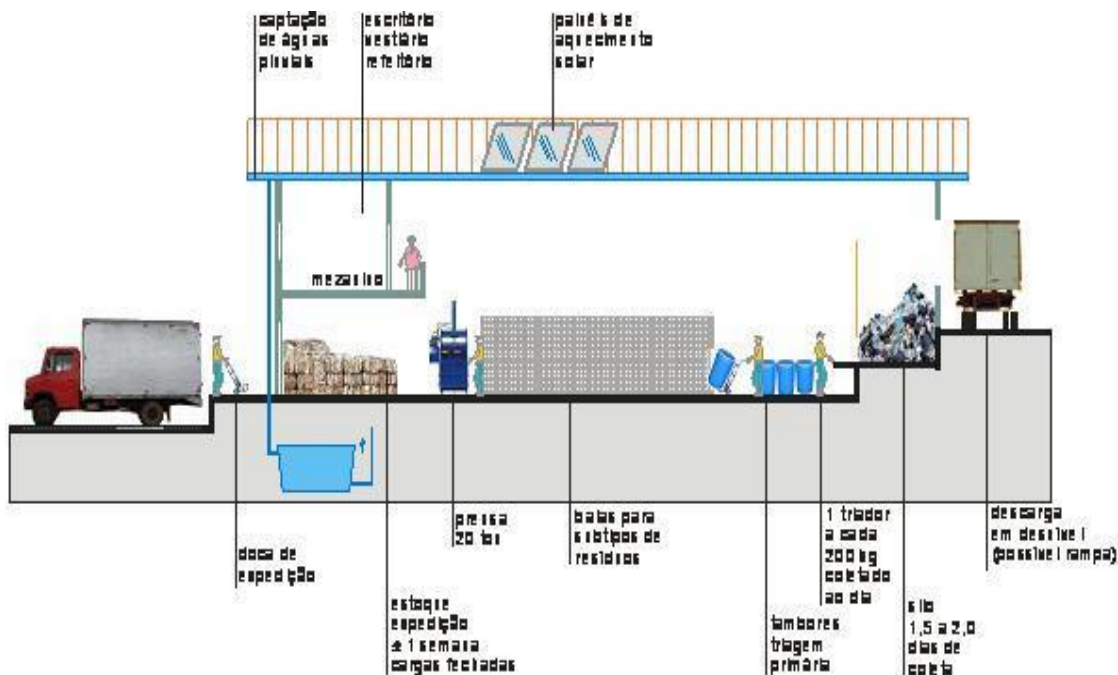 captação
de águas
pluviais
escritório
vestiário
refeitório
painéis de
aquecimento
solar
mezanino
doca de
expedição
estoque
expedição
± 1 semana
cargas fechadas
prensa
20 ton
baias para
subtipos de
resíduos
tambores
triagem
primária
1 triador
a cada
200 kg
coletado
ao dia
silo
1,5 a 2,0
dias de
coleta
descarga
em desnível
(possível rampa)